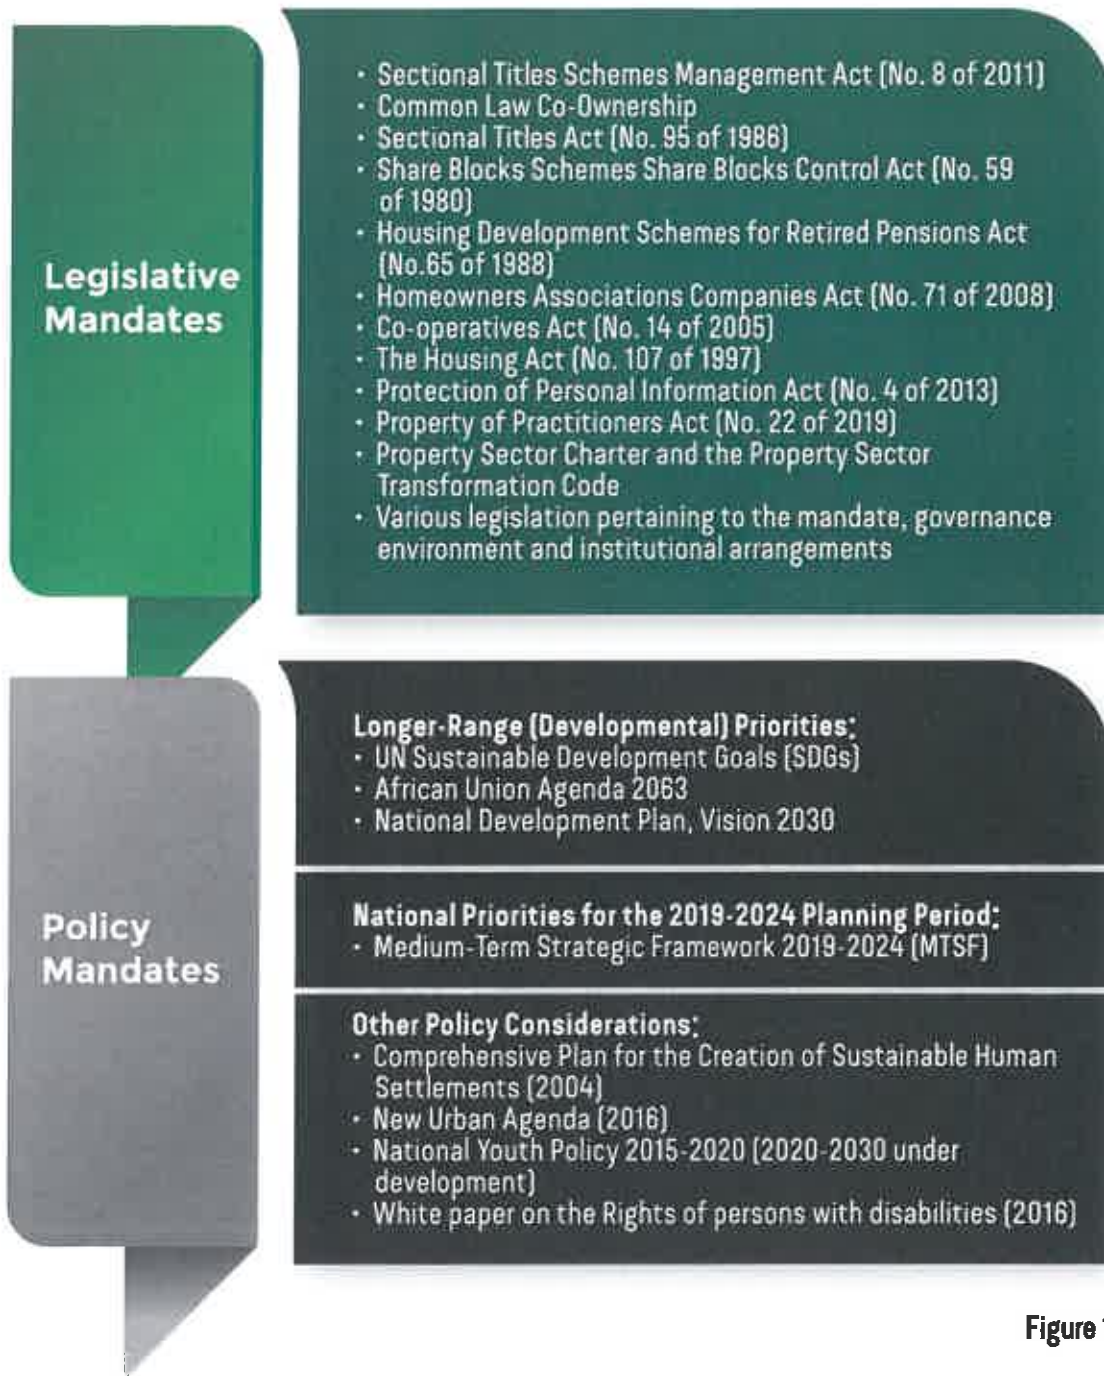 Legislative
Mandates
• Sectional Titles Schemes Management Act (No. 8 of 2011)
• Common Law Co-Ownership
• Sectional Titles Act (No. 95 of 1986)
• Share Blocks Schemes Share Blocks Control Act (No. 59
of 1980)
• Housing Development Schemes for Retired Pensions Act
(No.65 of 1988)
• Homeowners Associations Companies Act (No. 71 of 2008)
• Co-operatives Act (No. 14 of 2005)
• The Housing Act (No. 107 of 1997)
• Protection of Personal Information Act (No. 4 of 2013)
• Property of Practitioners Act (No. 22 of 2019)
• Property Sector Charter and the Property Sector
Transformation Code
• Various legislation pertaining to the mandate, governance
environment and institutional arrangements
Policy
Mandates
Longer-Range (Developmental) Priorities:
• UN Sustainable Development Goals (SDGs)
• African Union Agenda 2063
• National Development Plan, Vision 2030
National Priorities for the 2019-2024 Planning Period:
• Medium-Term Strategic Framework 2019-2024 (MTSF)
Other Policy Considerations:
• Comprehensive Plan for the Creation of Sustainable Human
Settlements (2004)
• New Urban Agenda (2016)
• National Youth Policy 2015-2020 (2020-2030 under
development)
• White paper on the Rights of persons with disabilities (2016)
Figure